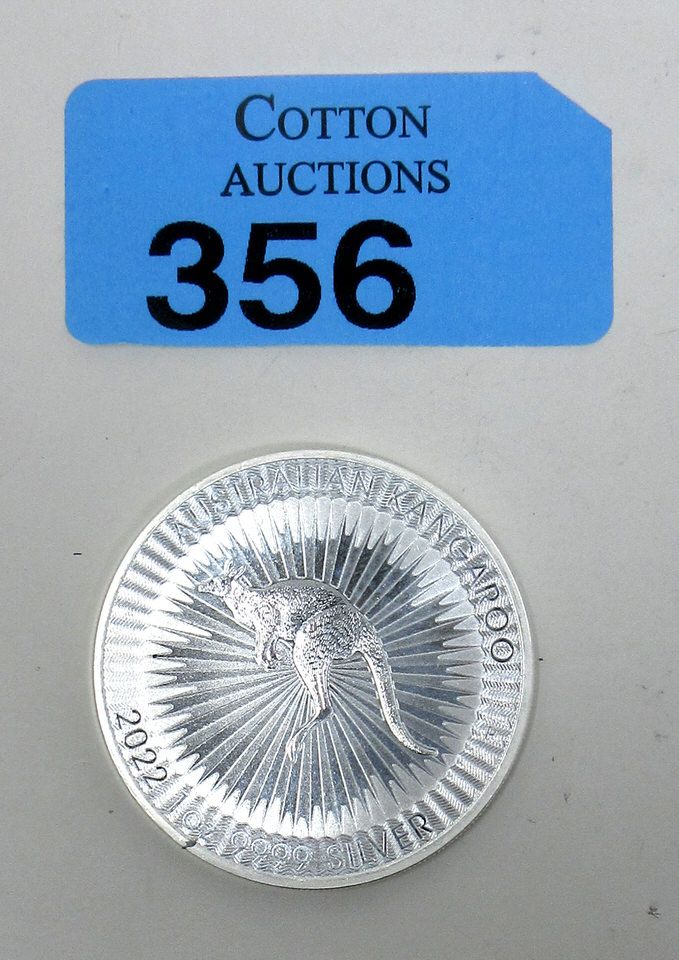 COTTON
AUCTIONS
356
AUSTRALIAN KANGAROO
2022 1oz 9999 SILVER